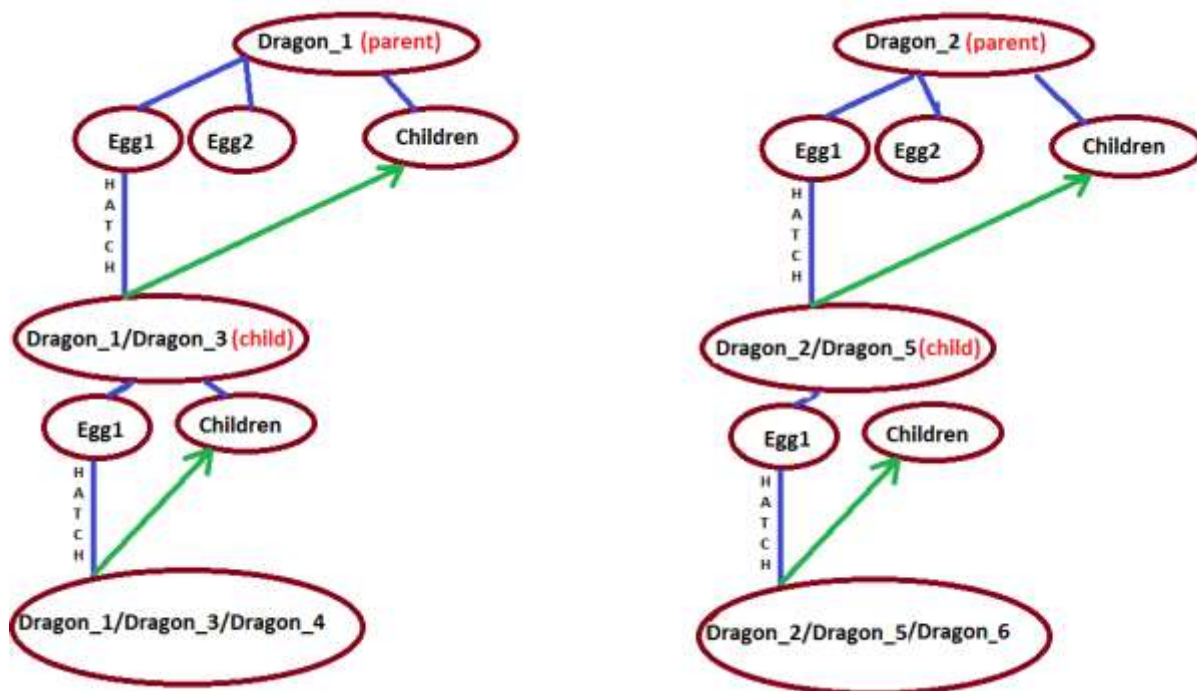 Dragon_1 (parent)
Egg1
Egg2
Children
H
A
T
C
H
Dragon_1/Dragon_3 (child)
Egg1
Children
H
A
T
C
H
Dragon_1/Dragon_3/Dragon_4
Dragon_2 (parent)
Egg1
Egg2
Children
H
A
T
C
H
Dragon_2/Dragon_5 (child)
Egg1
Children
H
A
T
C
H
Dragon_2/Dragon_5/Dragon_6